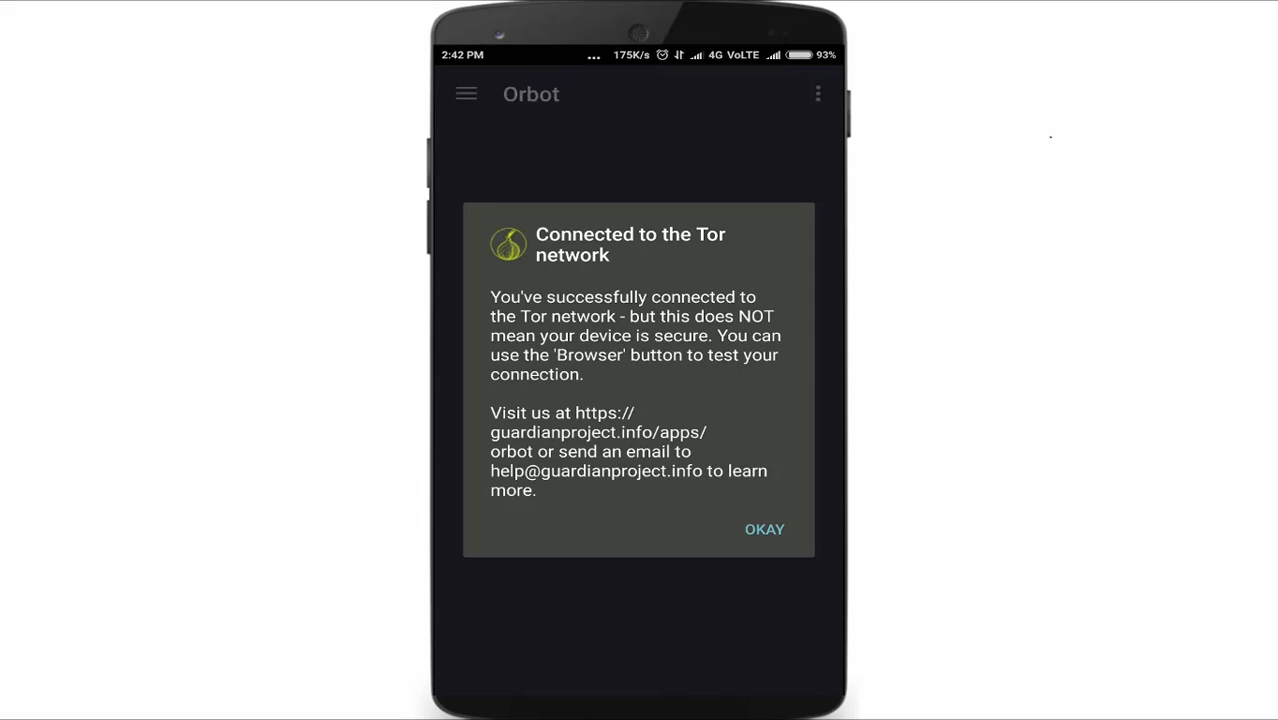 2:42 PM ... 175K/s 4G VoLTE 93%
Orbot
Connected to the Tor
network
You've successfully connected to
the Tor network - but this does NOT
mean your device is secure. You can
use the 'Browser' button to test your
connection.
Visit us at https://
guardianproject.info/apps/
orbot or send an email to
help@guardianproject.info to learn
more.
OKAY